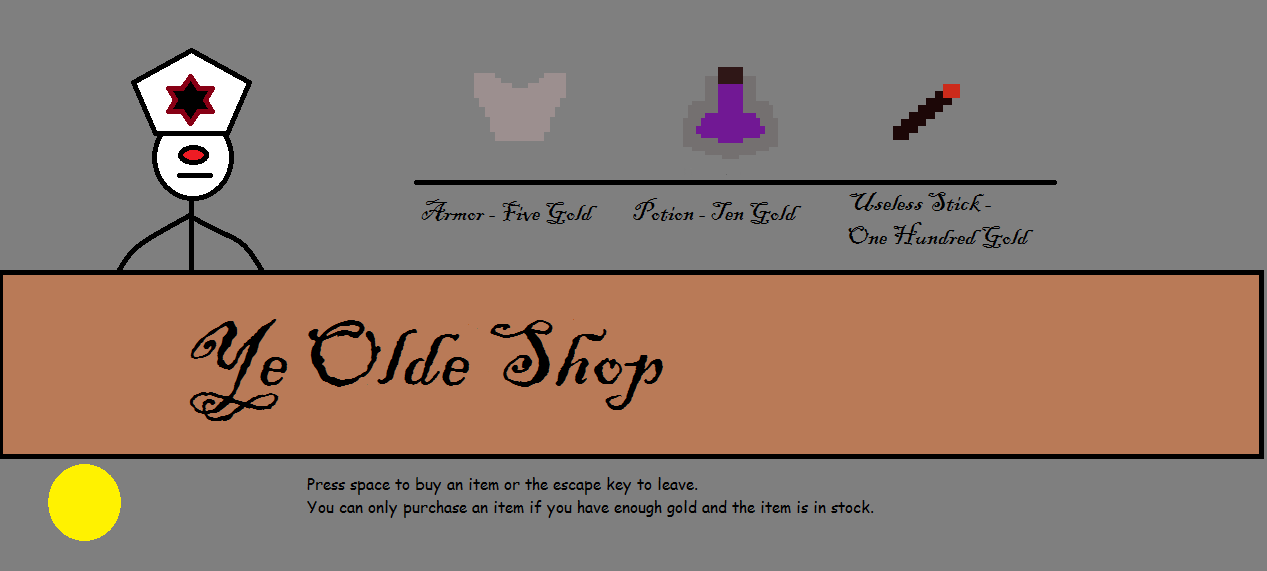 Armor - Five Gold
Potion - Ten Gold
Useless Stick -
One Hundred Gold
Ye Olde Shop
Press space to buy an item or the escape key to leave.
You can only purchase an item if you have enough gold and the item is in stock.